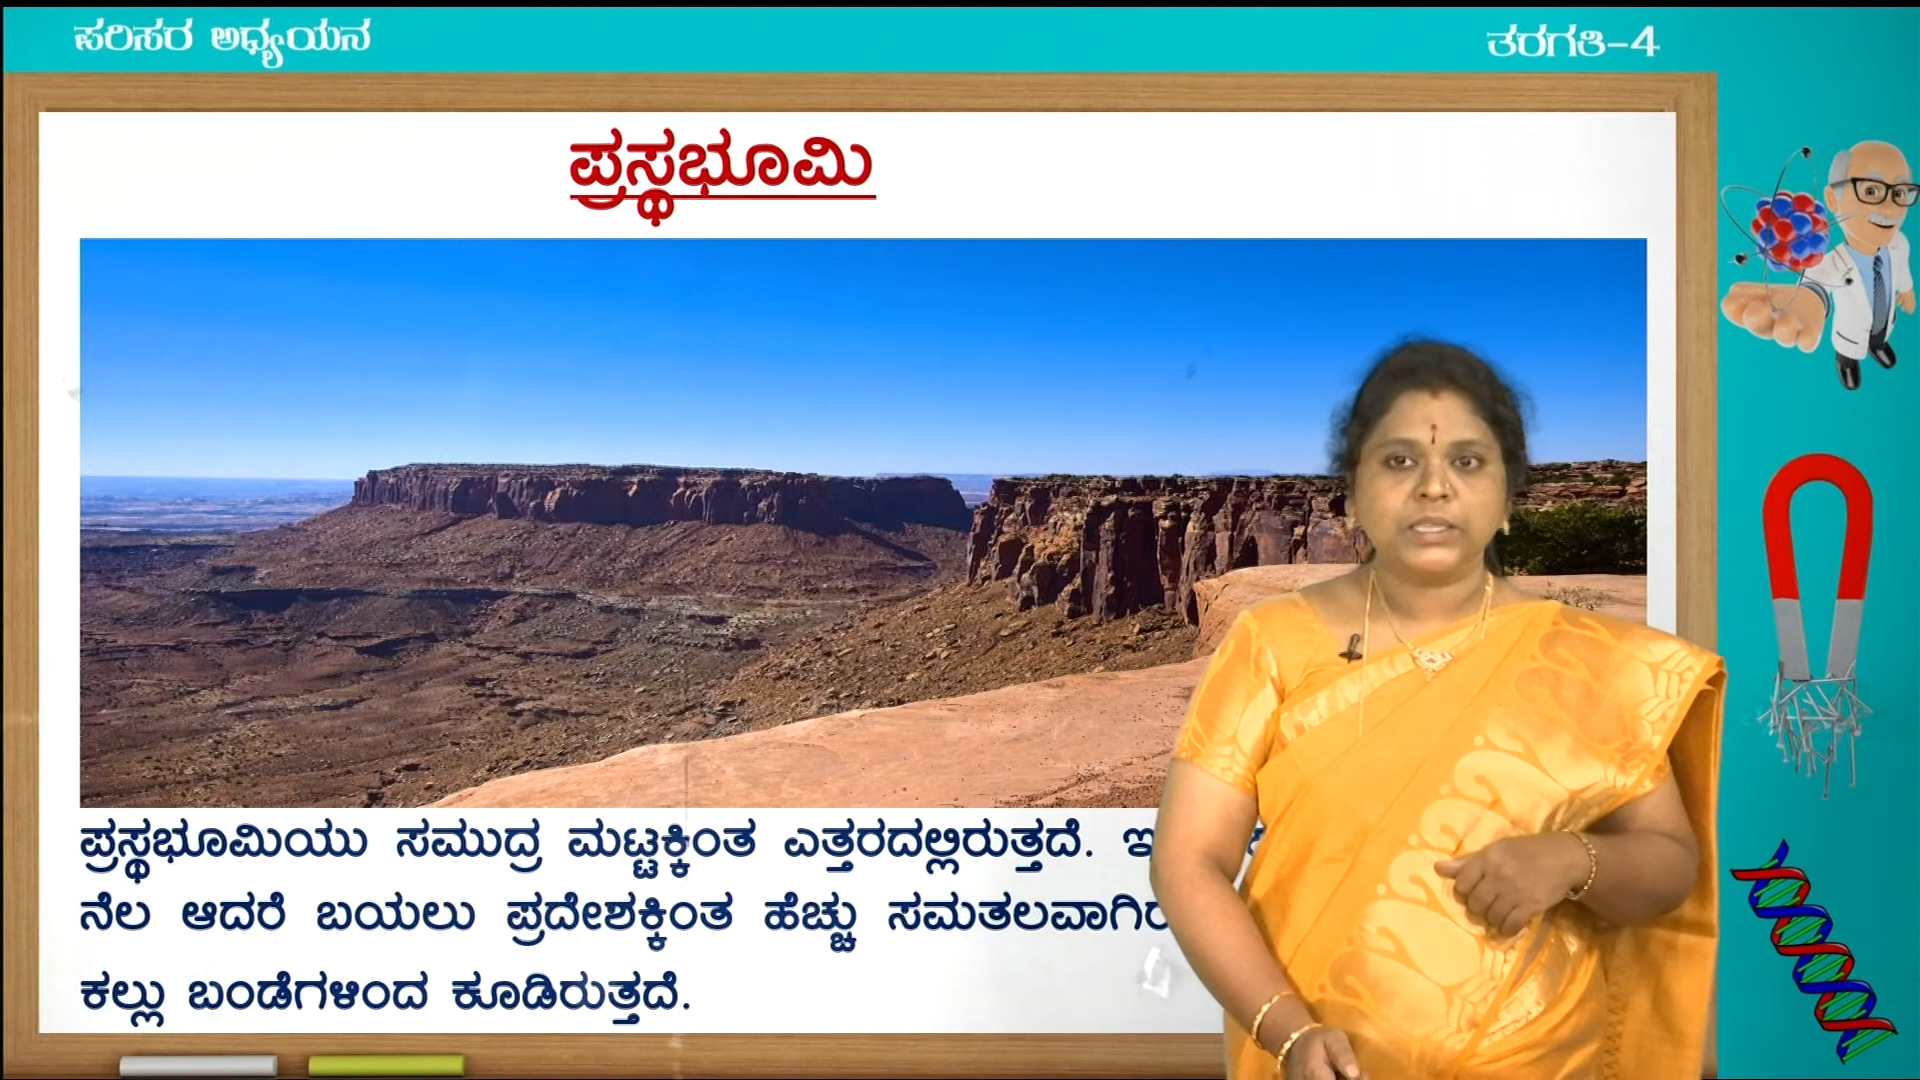 ಪರಿಸರ ಅಧ್ಯಯನ
ತರಗತಿ-4
ಪ್ರಸ್ಥಭೂಮಿ
ಪ್ರಸ್ಥಭೂಮಿಯು ಸಮುದ್ರ ಮಟ್ಟಕ್ಕಿಂತ ಎತ್ತರದಲ್ಲಿರುತ್ತದೆ.
ನೆಲ ಆದರೆ ಬಯಲು ಪ್ರದೇಶಕ್ಕಿಂತ ಹೆಚ್ಚು
ಕಲ್ಲು ಬಂಡೆಗಳಿಂದ ಕೂಡಿರುತ್ತದೆ.